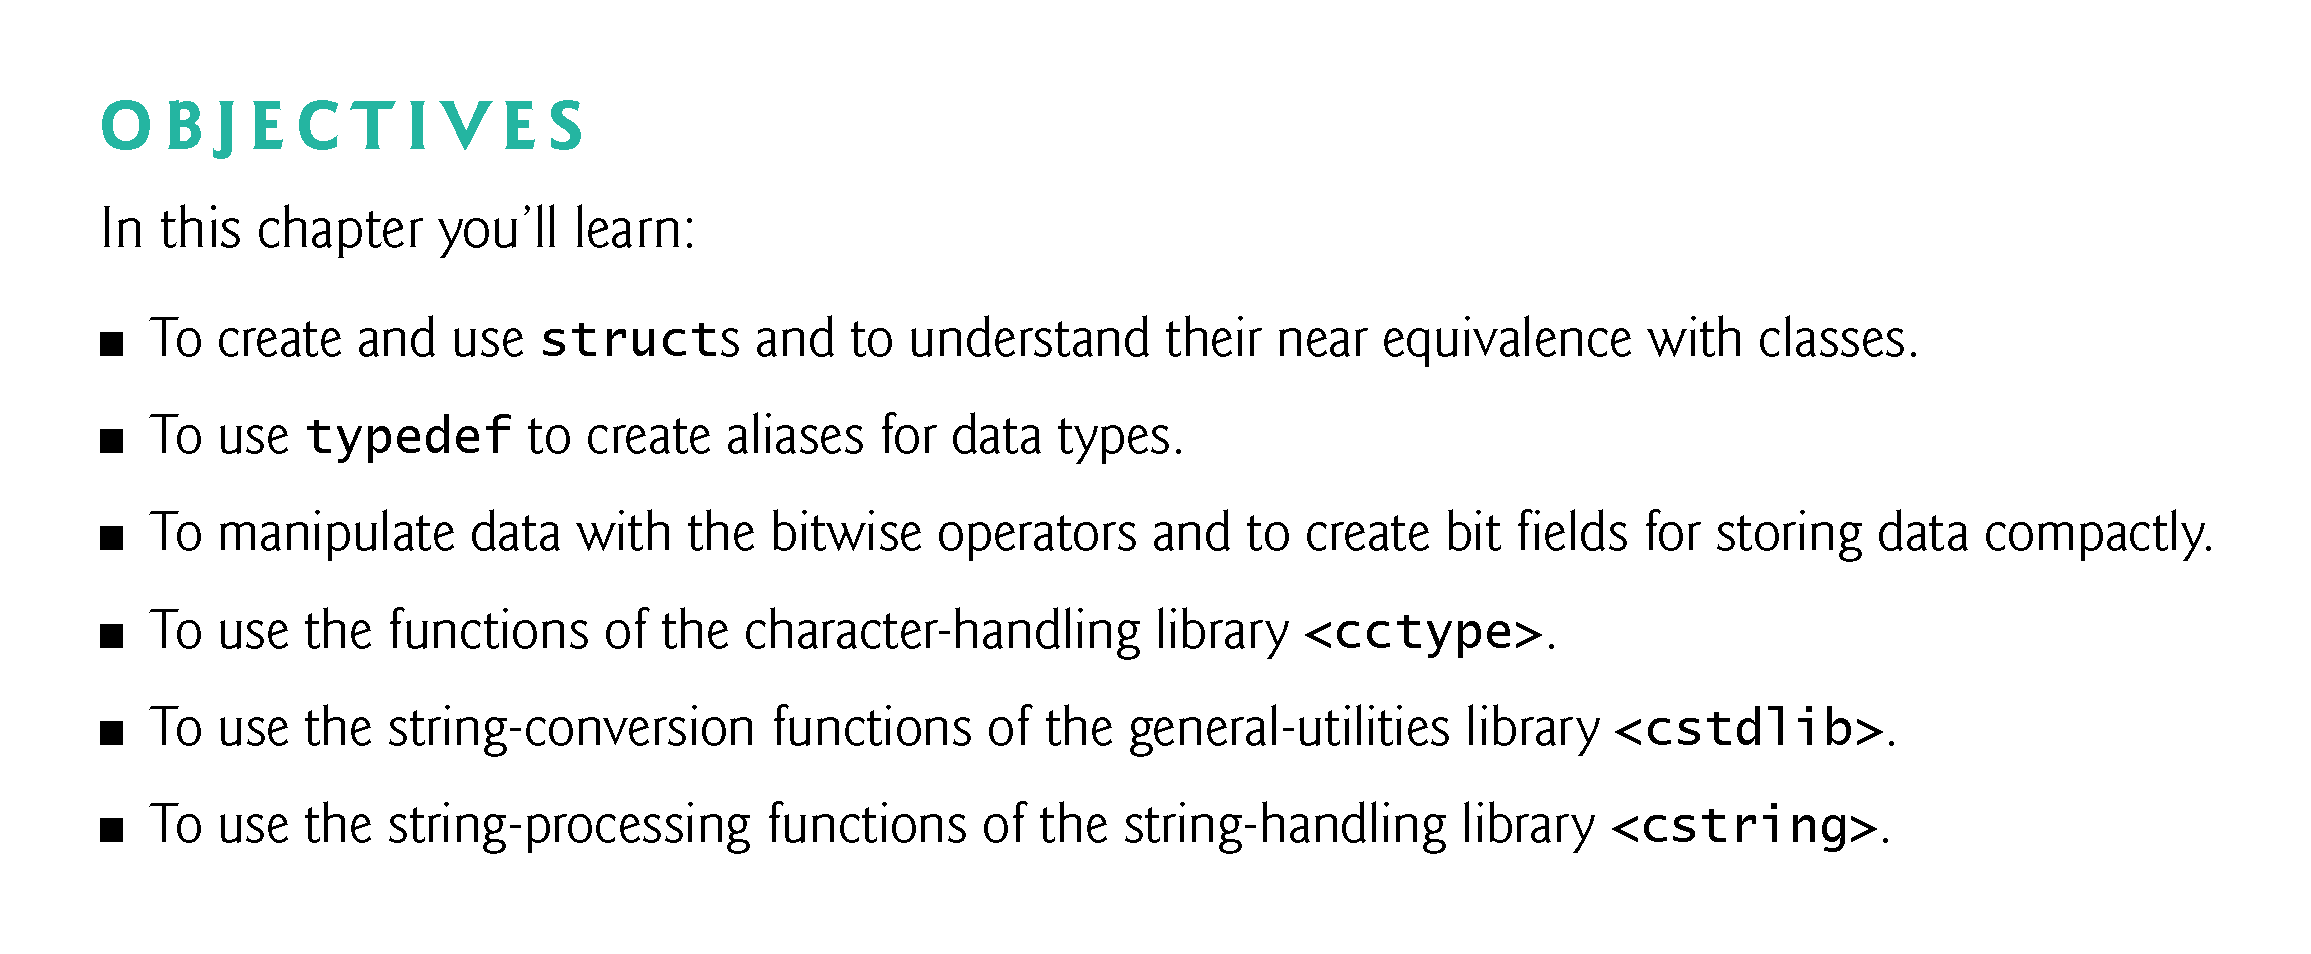 OBJECTIVES
In this chapter you’ll learn:
■ To create and use structs and to understand their near equivalence with classes.
■ To use typedef to create aliases for data types.
■ To manipulate data with the bitwise operators and to create bit fields for storing data compactly.
■ To use the functions of the character-handling library <cctype>.
■ To use the string-conversion functions of the general-utilities library <cstdlib>.
■ To use the string-processing functions of the string-handling library <cstring>.